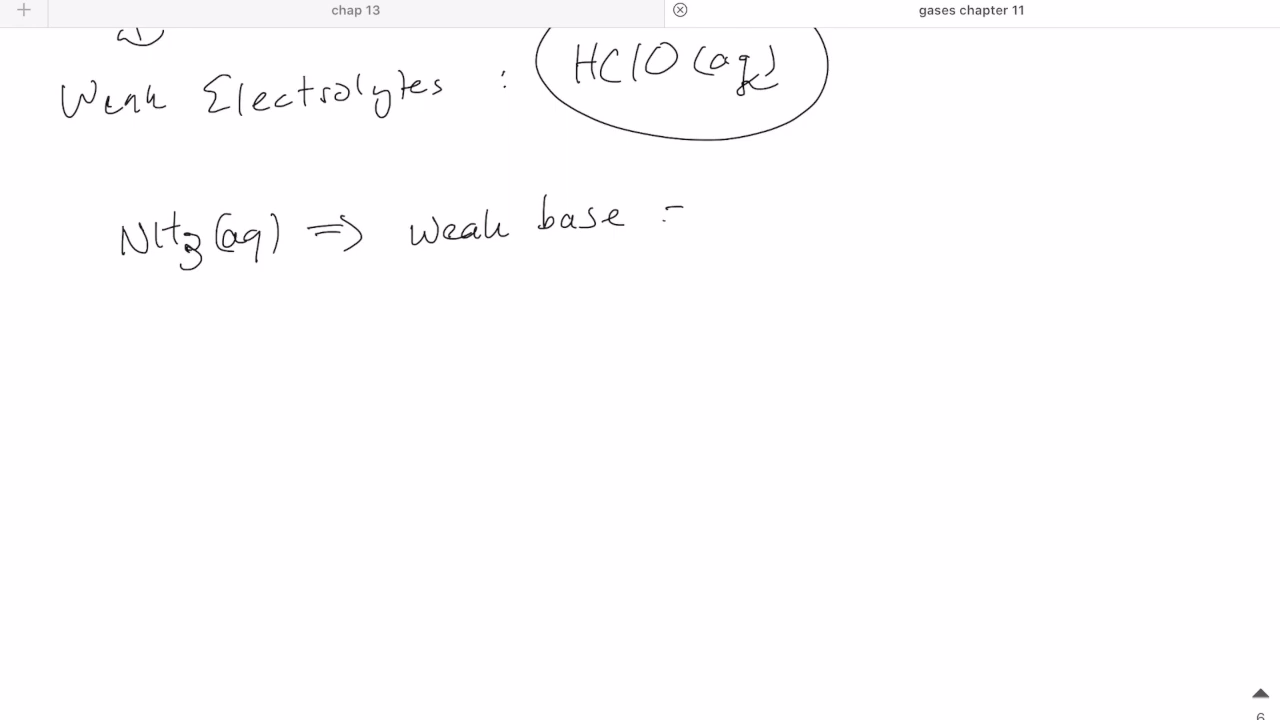 chap 13
gases chapter 11
Weak Electrolytes : HClO(aq)
NH3(aq) ⇒ weak base =
6